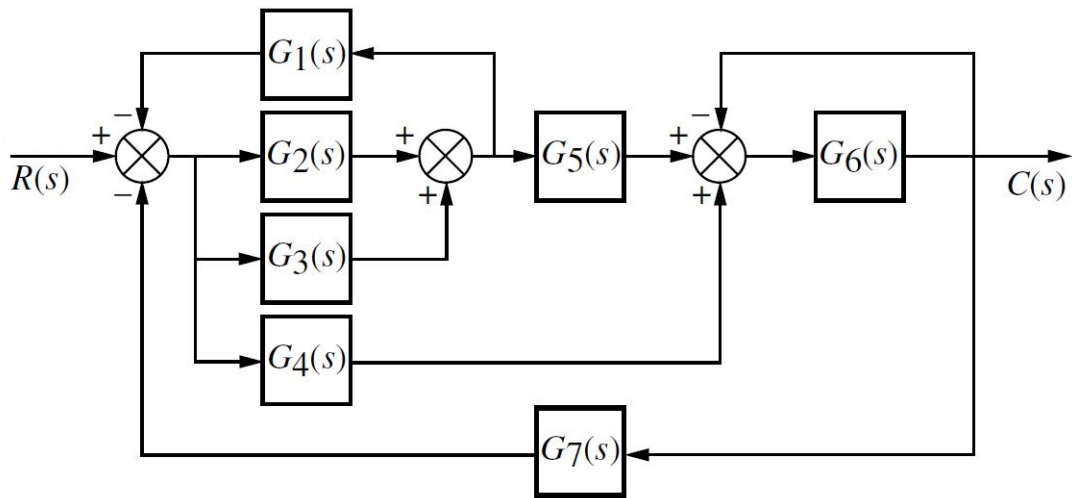 G1(s)
−
+
G2(s)
+
G5(s)
+
−
G6(s)
R(s)
−
+
+
C(s)
G3(s)
G4(s)
G7(s)